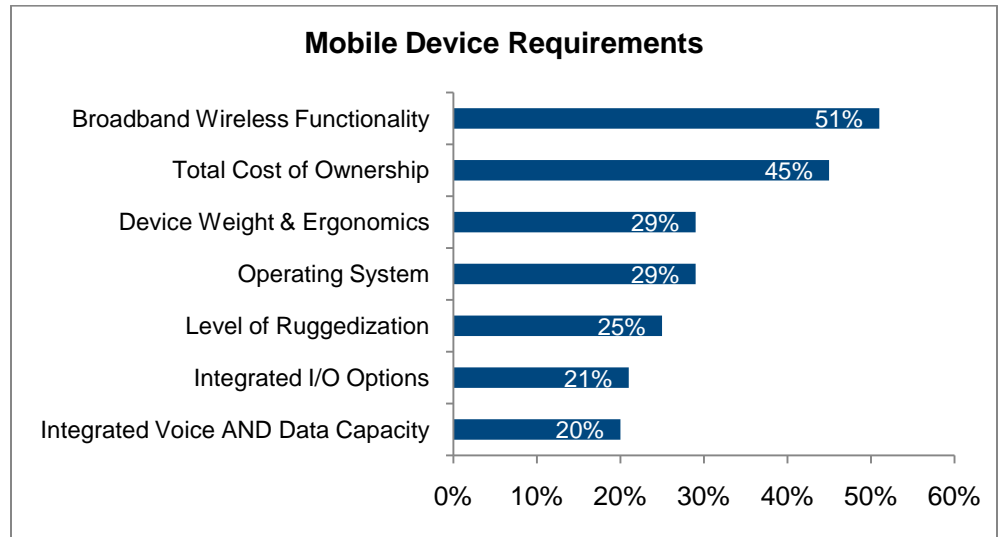 Mobile Device Requirements
Broadband Wireless Functionality 51%
Total Cost of Ownership 45%
Device Weight & Ergonomics 29%
Operating System 29%
Level of Ruggedization 25%
Integrated I/O Options 21%
Integrated Voice AND Data Capacity 20%
0% 10% 20% 30% 40% 50% 60%